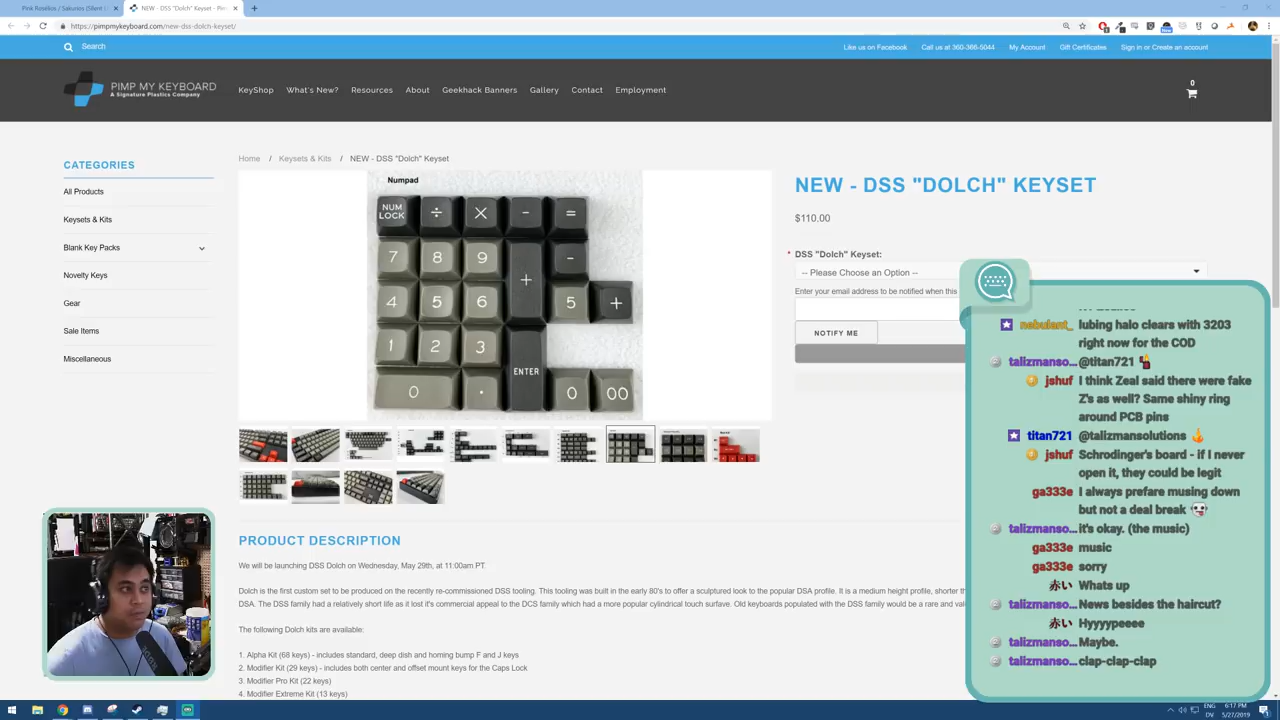 Pink Rosélios / Sakurios (Silent
NEW - DSS "Dolch" Keyset - Pi
https://pimpmykeyboard.com/new-dss-dolch-keyset/
Search
Like us on Facebook
Call us at 360-366-5044
My Account
Gift Certificates
Sign in or Create an account
PIMP MY KEYBOARD
A Signature Plastics Company
KeyShop
What's New?
Resources
About
Geekhack Banners
Gallery
Contact
Employment
0
CATEGORIES
All Products
Keysets & Kits
Blank Key Packs
Novelty Keys
Gear
Sale Items
Miscellaneous
Home / Keysets & Kits / NEW - DSS "Dolch" Keyset
Numpad
NUM LOCK ÷ X - =
7 8 9 -
+
4 5 6 5 +
1 2 3
ENTER
0 . 0 00
NEW - DSS "DOLCH" KEYSET
$110.00
* DSS "Dolch" Keyset:
-- Please Choose an Option --
Enter your email address to be notified when this
NOTIFY ME
PRODUCT DESCRIPTION
We will be launching DSS Dolch on Wednesday, May 29th, at 11:00am PT.
Dolch is the first custom set to be produced on the recently re-commissioned DSS tooling. This tooling was built in the early 80's to offer a sculptured look to the popular DSA profile. It is a medium height profile, shorter th
DSA. The DSS family had a relatively short life as it lost it's commercial appeal to the DCS family which had a more popular cylindrical touch surface. Old keyboards populated with the DSS family would be a rare and val
The following Dolch kits are available:
1. Alpha Kit (68 keys) - includes standard, deep dish and homing bump F and J keys
2. Modifier Kit (29 keys) - includes both center and offset mount keys for the Caps Lock
3. Modifier Pro Kit (22 keys)
4. Modifier Extreme Kit (13 keys)
nebulant_ lubing halo clears with 3203
right now for the COD
talizmanso... @titan721
jshuf I think Zeal said there were fake
Z's as well? Same shiny ring
around PCB pins
titan721 @talizmansolutions
jshuf Schrodinger's board - if I never
open it, they could be legit
ga333e I always prefare musing down
but not a deal break
talizmanso... it's okay. (the music)
ga333e music
ga333e sorry
赤い Whats up
talizmanso... News besides the haircut?
赤い Hyyyypeeee
talizmanso... Maybe.
talizmanso... clap-clap-clap
ENG
DV
6:17 PM
5/27/2019